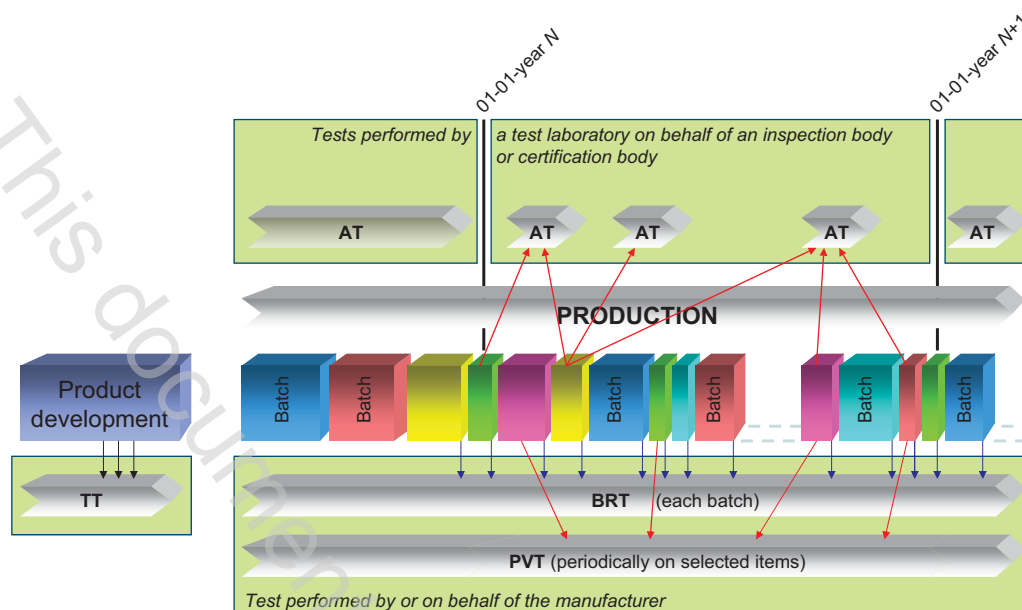 01-01-year N
01-01-year N+1
Tests performed by
a test laboratory on behalf of an inspection body
or certification body
AT
AT
AT
AT
AT
PRODUCTION
Product
development
Batch
Batch
Batch
Batch
Batch
Batch
TT
BRT (each batch)
PVT (periodically on selected items)
Test performed by or on behalf of the manufacturer
This document